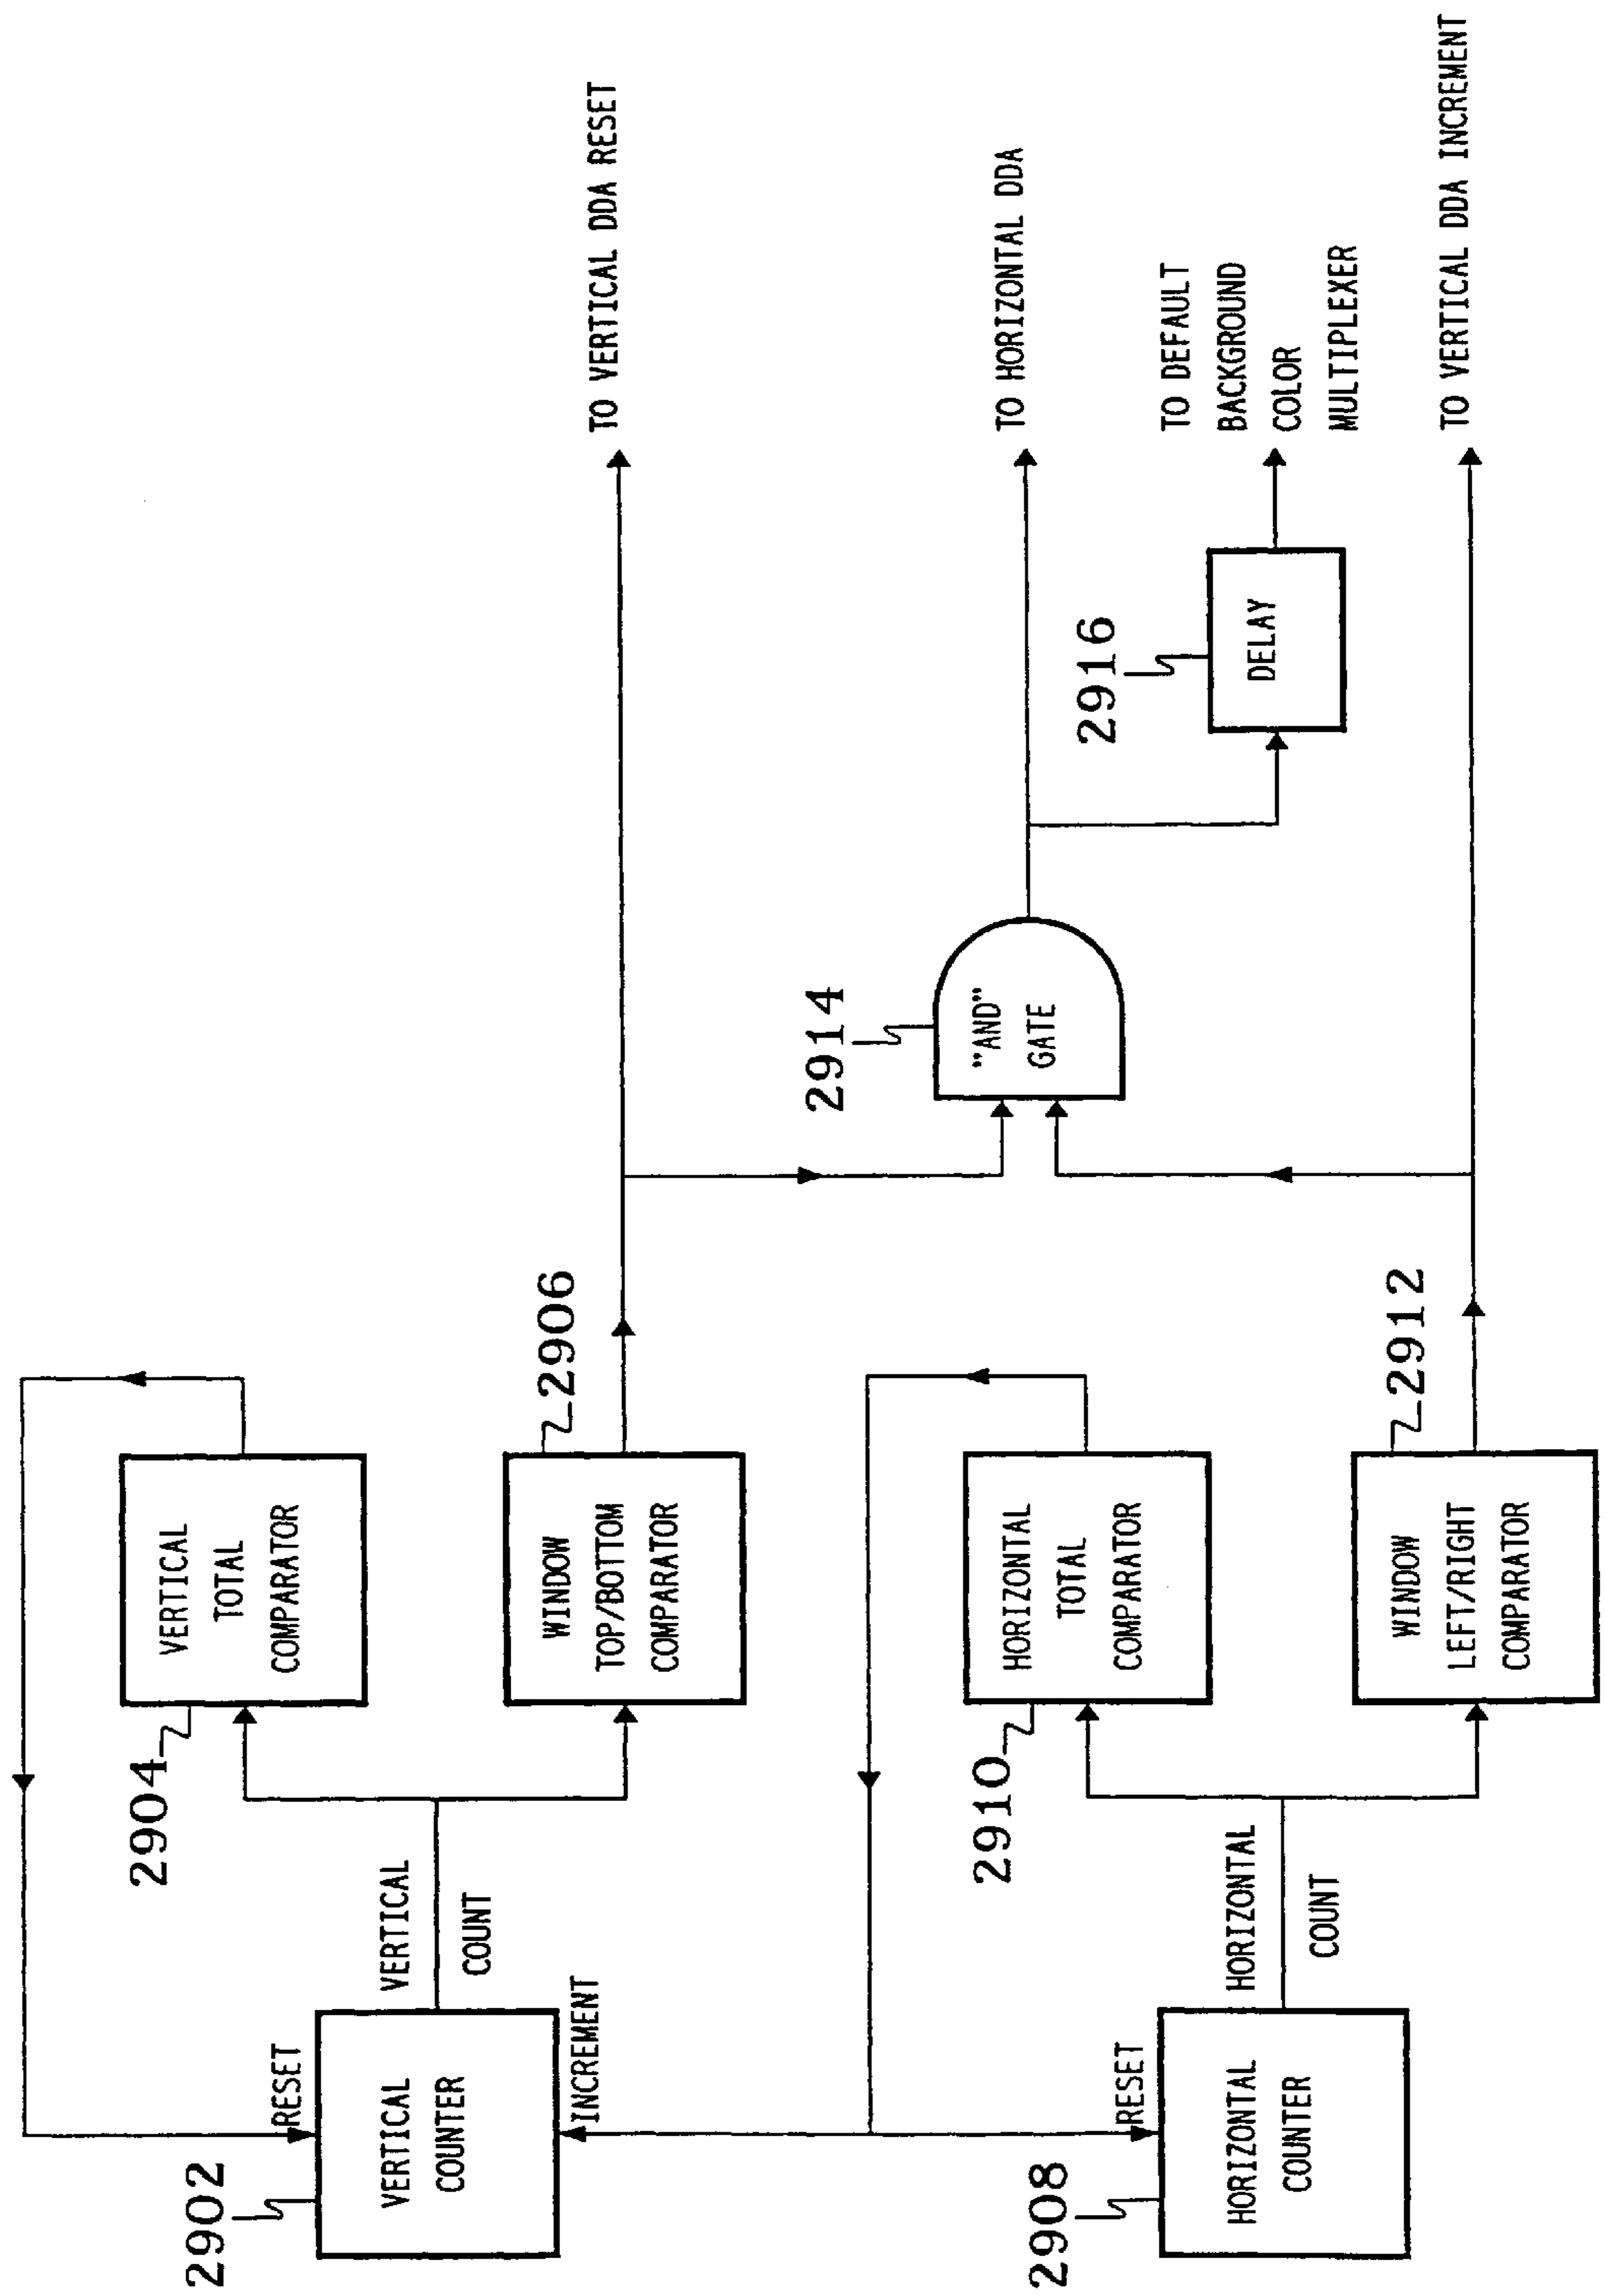 2902
RESET
VERTICAL
COUNTER
INCREMENT
VERTICAL
COUNT
2904
VERTICAL
TOTAL
COMPARATOR
WINDOW
TOP/BOTTOM
COMPARATOR
2906
TO VERTICAL DDA RESET
2908
RESET
HORIZONTAL
COUNTER
HORIZONTAL
COUNT
2910
HORIZONTAL
TOTAL
COMPARATOR
WINDOW
LEFT/RIGHT
COMPARATOR
2912
2914
"AND"
GATE
TO HORIZONTAL DDA
2916
DELAY
TO DEFAULT
BACKGROUND
COLOR
MULTIPLEXER
TO VERTICAL DDA INCREMENT